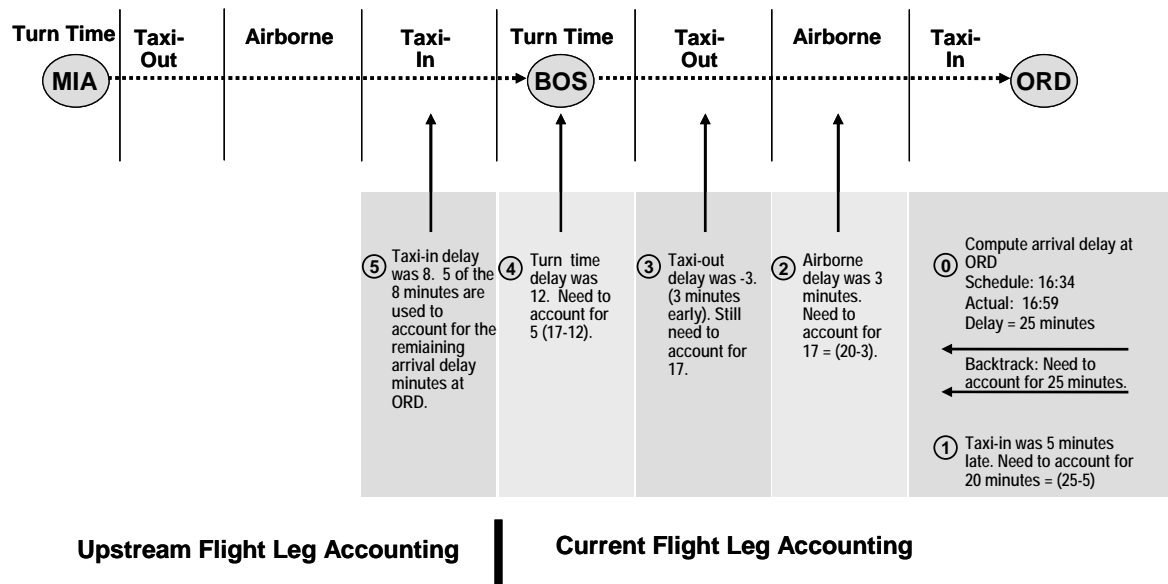 Turn Time
Taxi-
Out
Airborne
Taxi-
In
Turn Time
Taxi-
Out
Airborne
Taxi-
In
MIA
BOS
ORD
5 Taxi-in delay
was 8. 5 of the
8 minutes are
used to
account for the
remiaining
arrival delay
minutes at
ORD.
4 Turn time
delay was
12. Need to
account for
5 (17-12).
3 Taxi-out
delay was -3.
(3 minutes
early). Still
need to
account for
17.
2 Airborne
delay was 3
minutes.
Need to
account for
17 = (20-3).
0 Compute arrival delay at
ORD
Schedule: 16:34
Actual: 16:59
Delay = 25 minutes
Backtrack: Need to
account for 25 minutes.
1 Taxi-in was 5 minutes
late. Need to account for
20 minutes = (25-5)
Upstream Flight Leg Accounting
Current Flight Leg Accounting